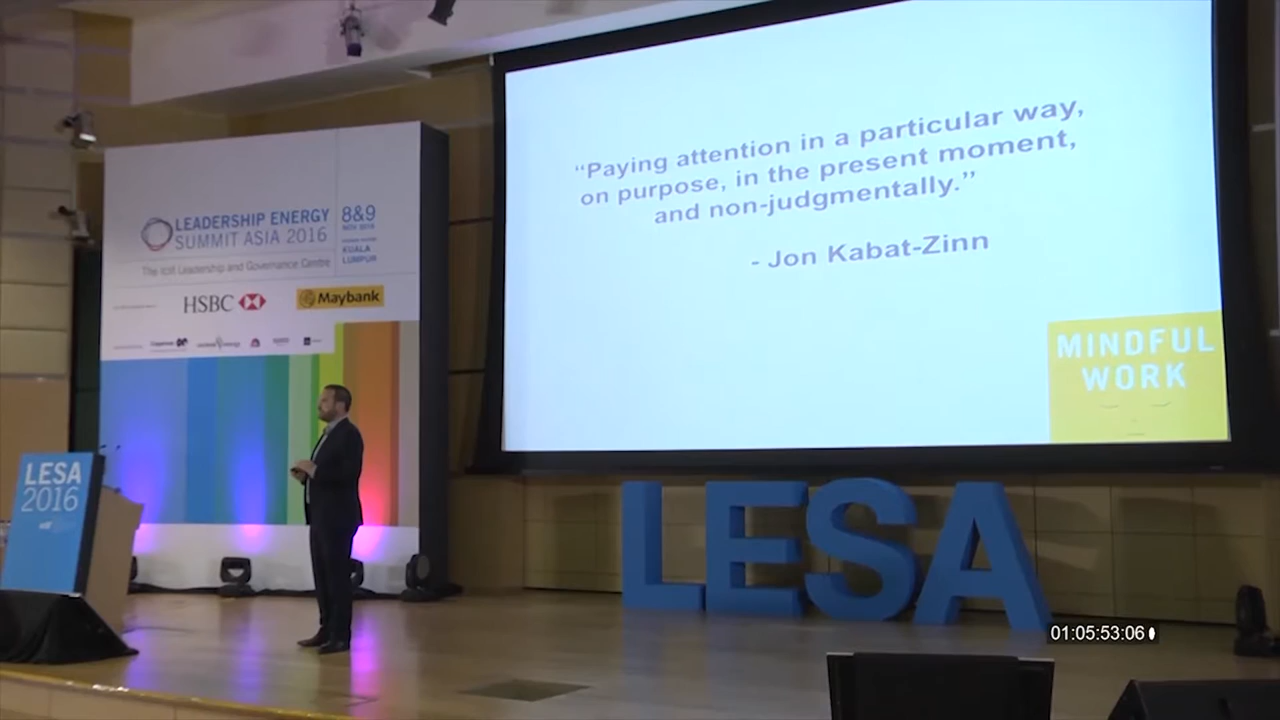 “Paying attention in a particular way,
on purpose, in the present moment,
and non-judgmentally.”
- Jon Kabat-Zinn
MINDFUL
WORK
LEADERSHIP ENERGY
SUMMIT ASIA 2016
8&9
NOV 2016
KUALA
LUMPUR
The Iclif Leadership and Governance Centre
HSBC
Maybank
LESA
2016
LESA
01:05:53:06